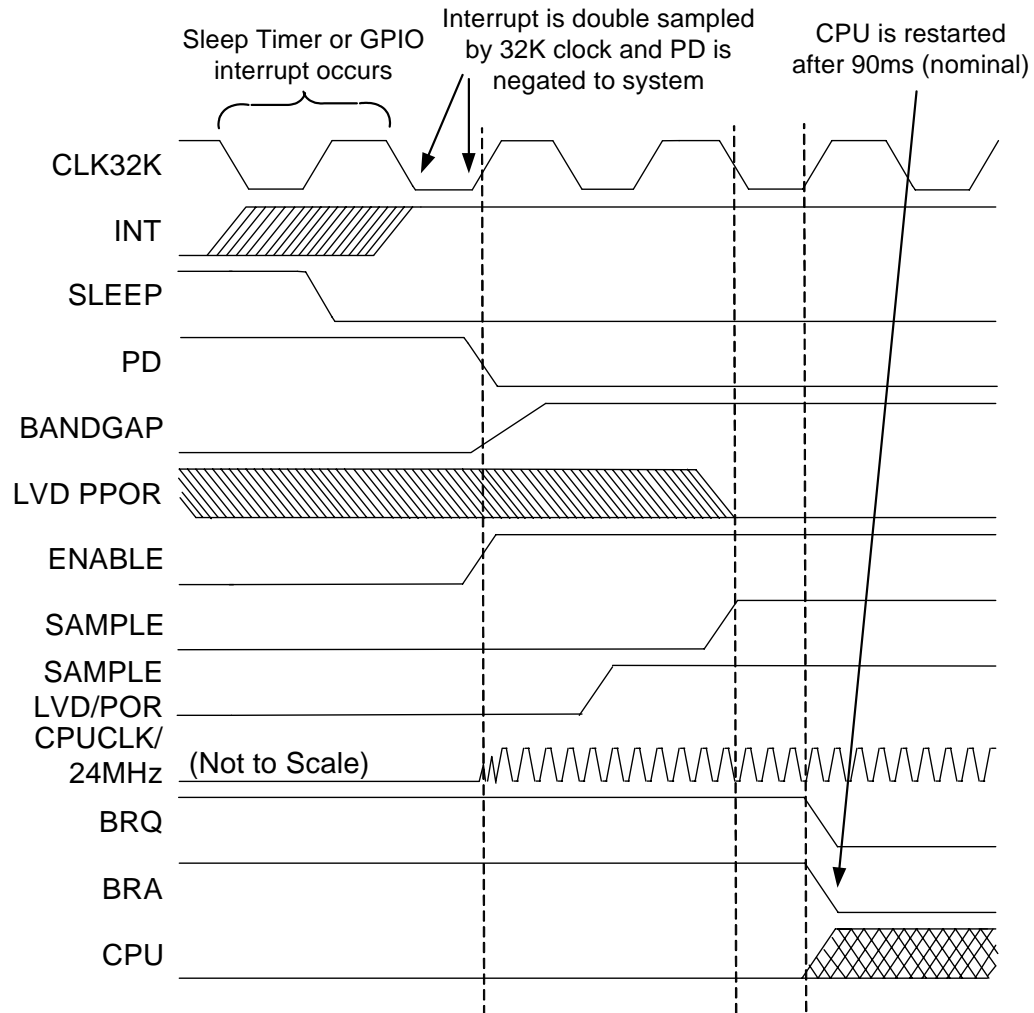 Sleep Timer or GPIO
interrupt occurs
Interrupt is double sampled
by 32K clock and PD is
negated to system
CPU is restarted
after 90ms (nominal)
CLK32K
INT
SLEEP
PD
BANDGAP
LVD PPOR
ENABLE
SAMPLE
SAMPLE
LVD/POR
CPUCLK/
24MHz
(Not to Scale)
BRQ
BRA
CPU